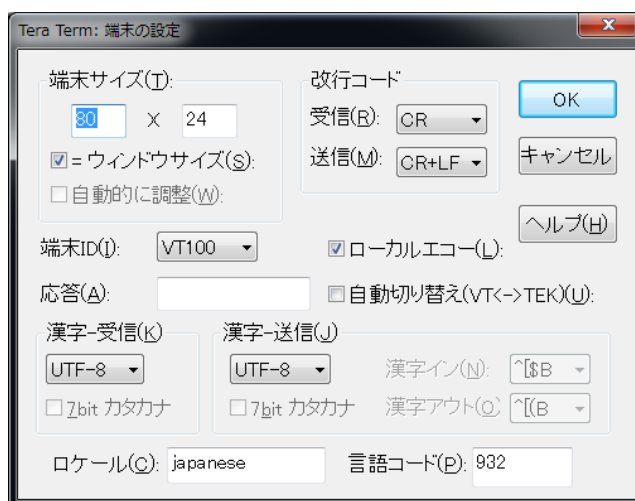 Tera Term: 端末の設定
端末サイズ(T):
80 X 24
= ウィンドウサイズ(S):
自動的に調整(W):
改行コード
受信(R): CR
送信(M): CR+LF
OK
キャンセル
ヘルプ(H)
端末ID(I): VT100
ローカルエコー(L):
応答(A):
自動切り替え(VT<->TEK)(U):
漢字-受信(K)
UTF-8
7bit カタカナ
漢字-送信(J)
UTF-8
7bit カタカナ
漢字イン(N): ^[$B
漢字アウト(O) ^[(B
ロケール(C): japanese
言語コード(P): 932